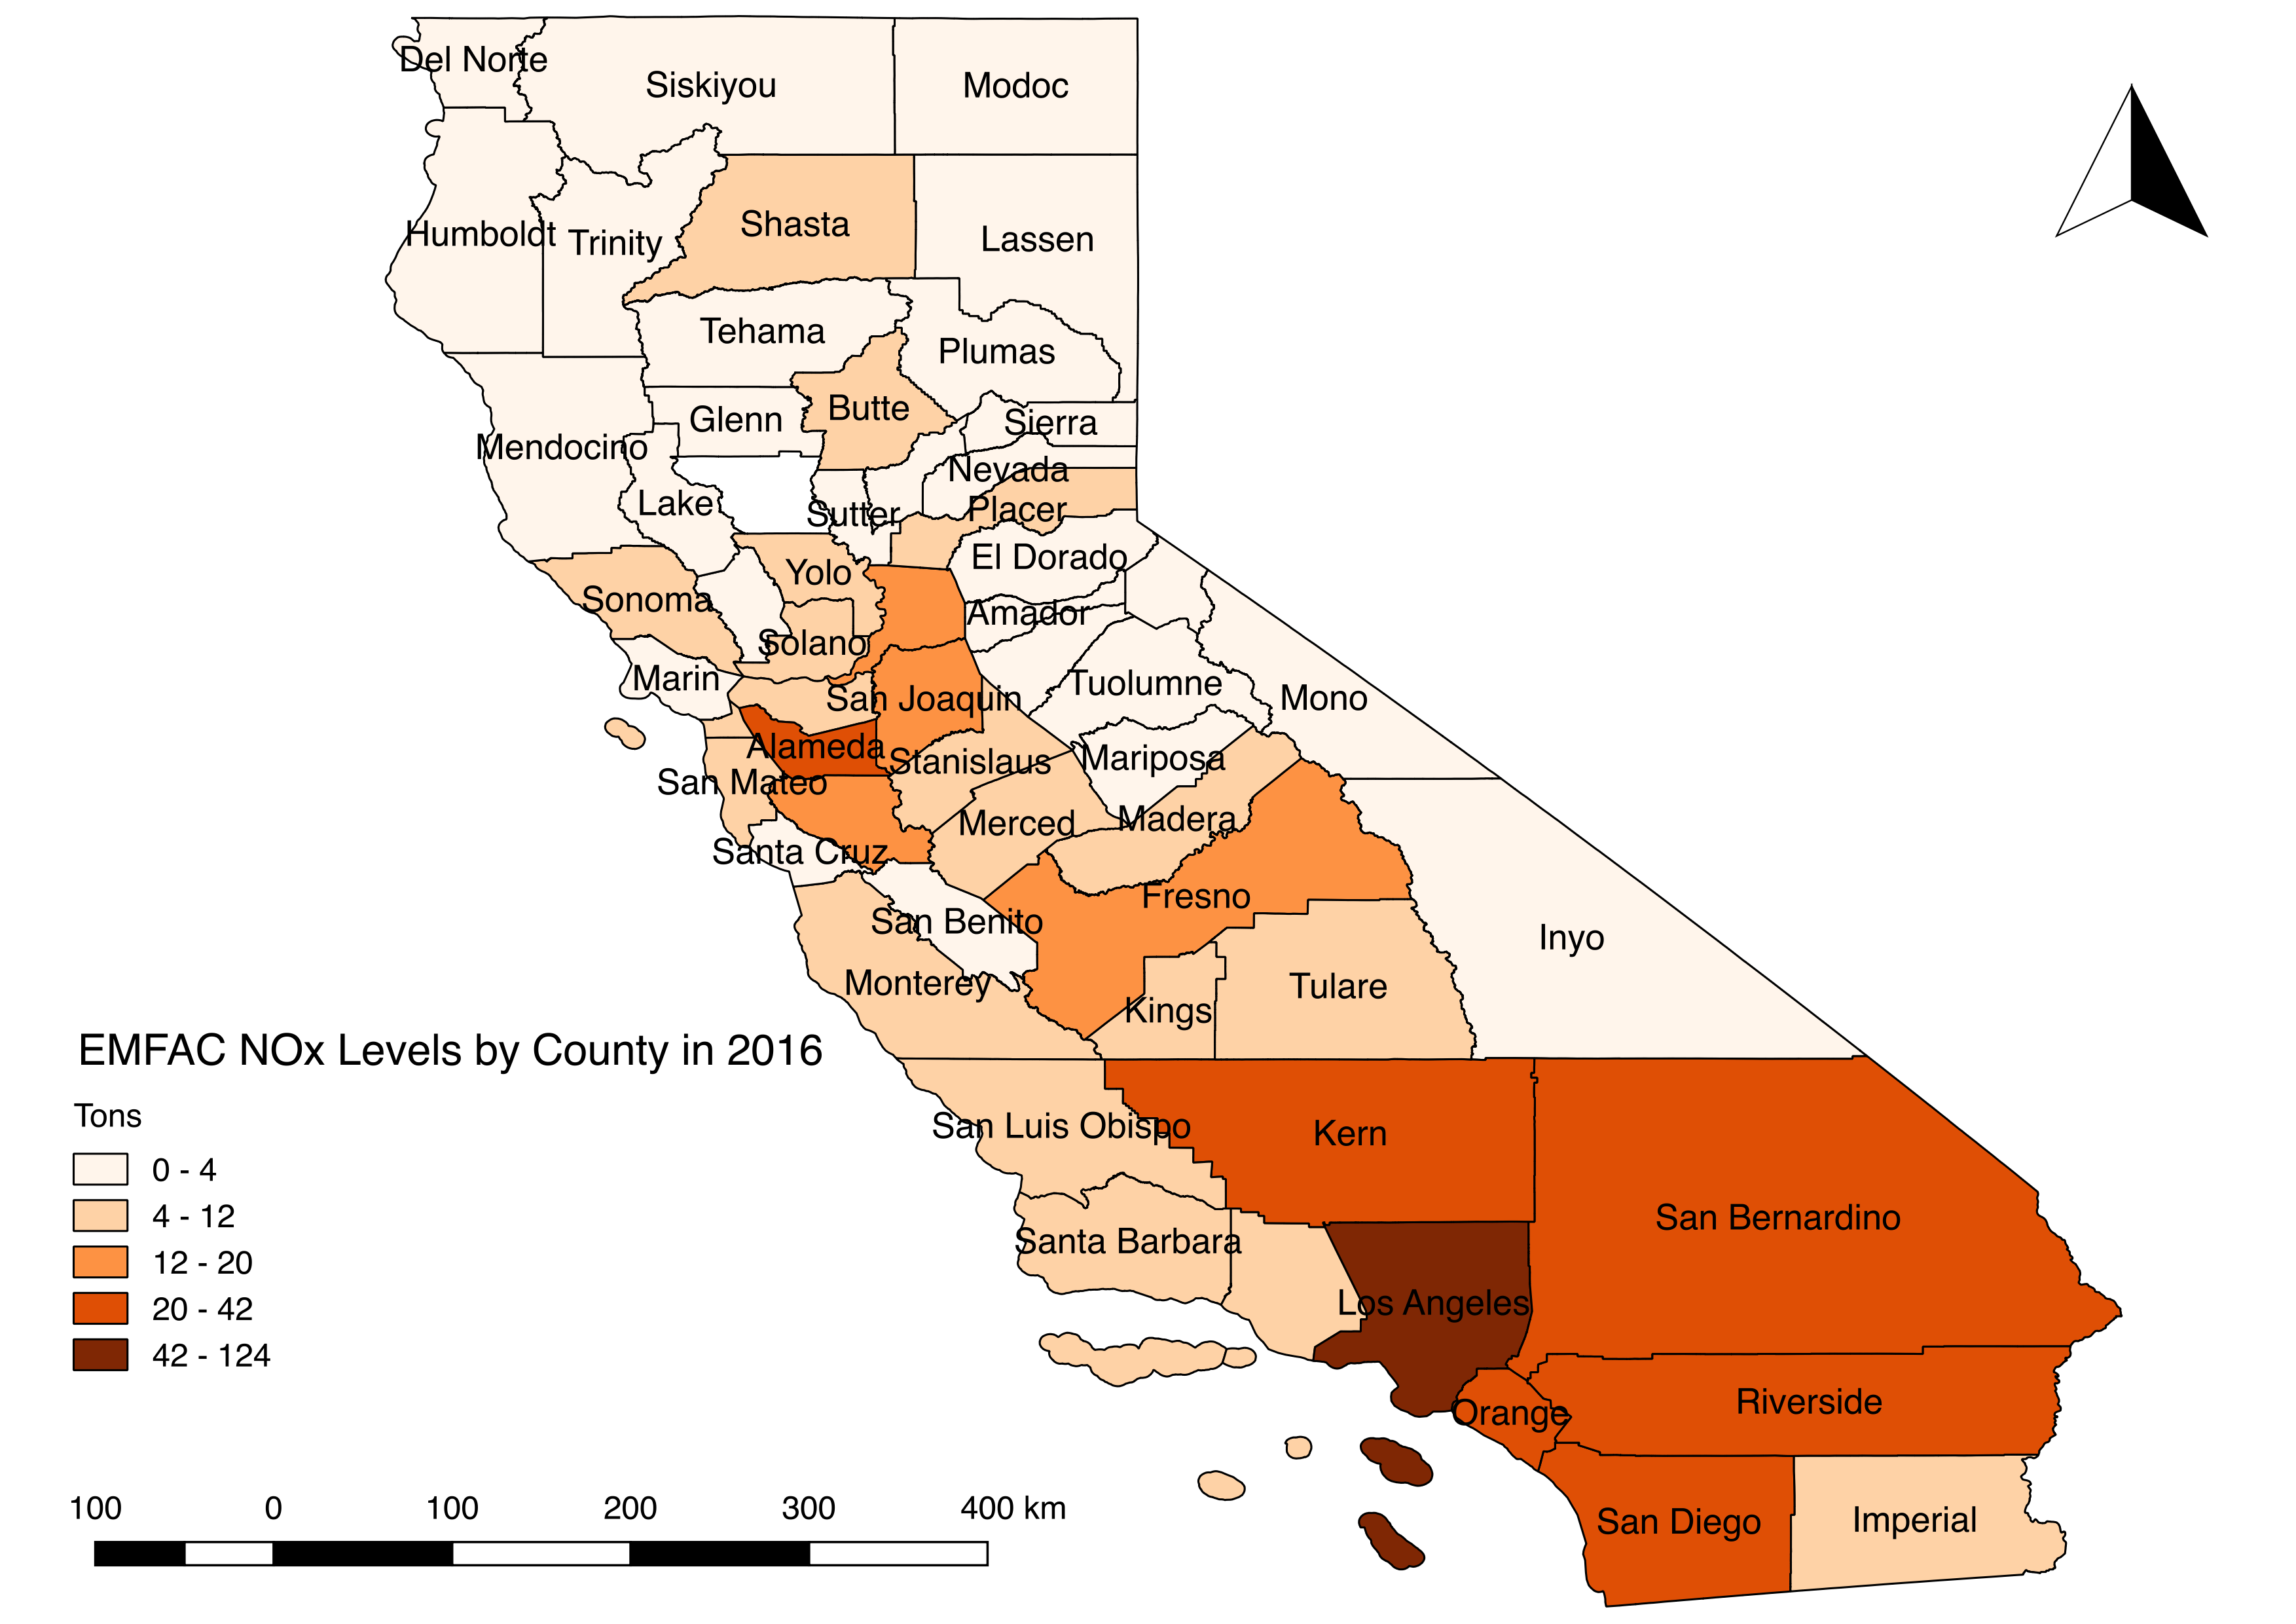 Del Norte
Siskiyou
Modoc
Humboldt
Trinity
Shasta
Lassen
Tehama
Plumas
Glenn
Butte
Sierra
Mendocino
Nevada
Lake
Sutter
Placer
El Dorado
Yolo
Sonoma
Amador
Solano
Marin
San Joaquin
Tuolumne
Mono
Alameda
Stanislaus
Mariposa
San Mateo
Merced
Madera
Santa Cruz
Fresno
San Benito
Inyo
Monterey
Kings
Tulare
EMFAC NOx Levels by County in 2016
Tons
0 - 4
4 - 12
12 - 20
20 - 42
42 - 124
San Luis Obispo
Kern
San Bernardino
Santa Barbara
Los Angeles
Orange
Riverside
San Diego
Imperial
100 0 100 200 300 400 km